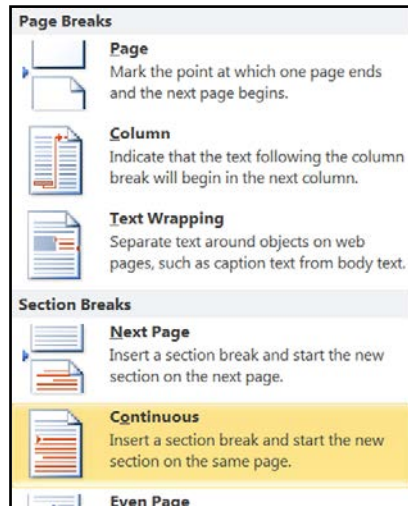 Page Breaks
Page
Mark the point at which one page ends
and the next page begins.
Column
Indicate that the text following the column
break will begin in the next column.
Text Wrapping
Separate text around objects on web
pages, such as caption text from body text.
Section Breaks
Next Page
Insert a section break and start the new
section on the next page.
Continuous
Insert a section break and start the new
section on the same page.
Even Page